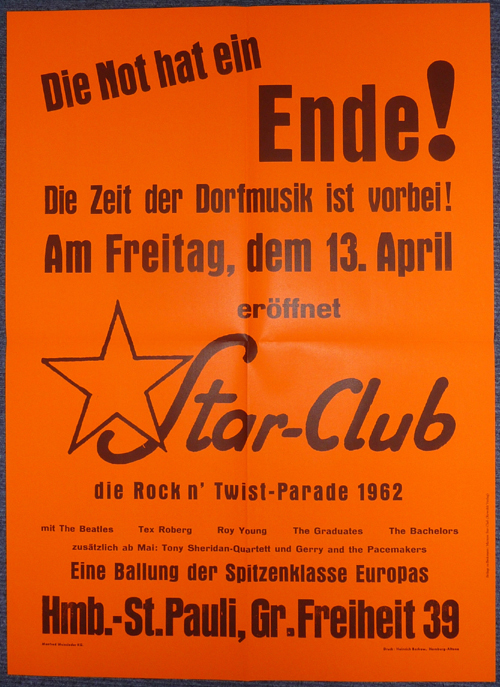 Die Not hat ein
Ende!
Die Zeit der Dorfmusik ist vorbei!
Am Freitag, dem 13. April
eröffnet
Star-Club
die Rock n' Twist-Parade 1962
mit The Beatles Tex Roberg Roy Young The Graduates The Bachelors
zusätzlich ab Mai: Tony Sheridan-Quartett und Gerry and the Pacemakers
Eine Ballung der Spitzenklasse Europas
Hmb.-St.Pauli, Gr. Freiheit 39